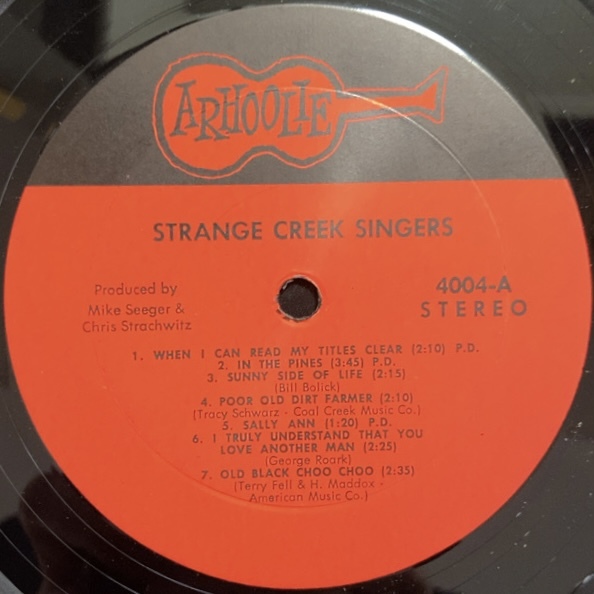 ARHOOLIE
STRANGE CREEK SINGERS
Produced by
Mike Seeger &
Chris Strachwitz
4004-A
STEREO
1. WHEN I CAN READ MY TITLES CLEAR (2:10) P.D.
2. IN THE PINES (3:45) P.D.
3. SUNNY SIDE OF LIFE (2:15)
(Bill Bolick)
4. POOR OLD DIRT FARMER (2:10)
(Tracy Schwarz - Coal Creek Music Co.)
5. SALLY ANN (1:20) P.D.
6. I TRULY UNDERSTAND THAT YOU
LOVE ANOTHER MAN (2:25)
(George Roark)
7. OLD BLACK CHOO CHOO (2:35)
(Terry Fell & H. Maddox -
American Music Co.)